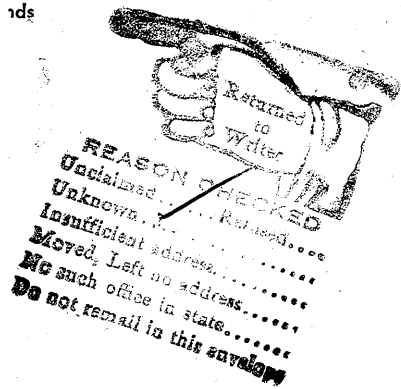 nds
Returned
to
Writer
REASON CHECKED
Unclaimed....... Refused....
Unknown..............
Insufficient address..........
Moved, Left no address.......
No such office in state.......
Do not remail in this envelope